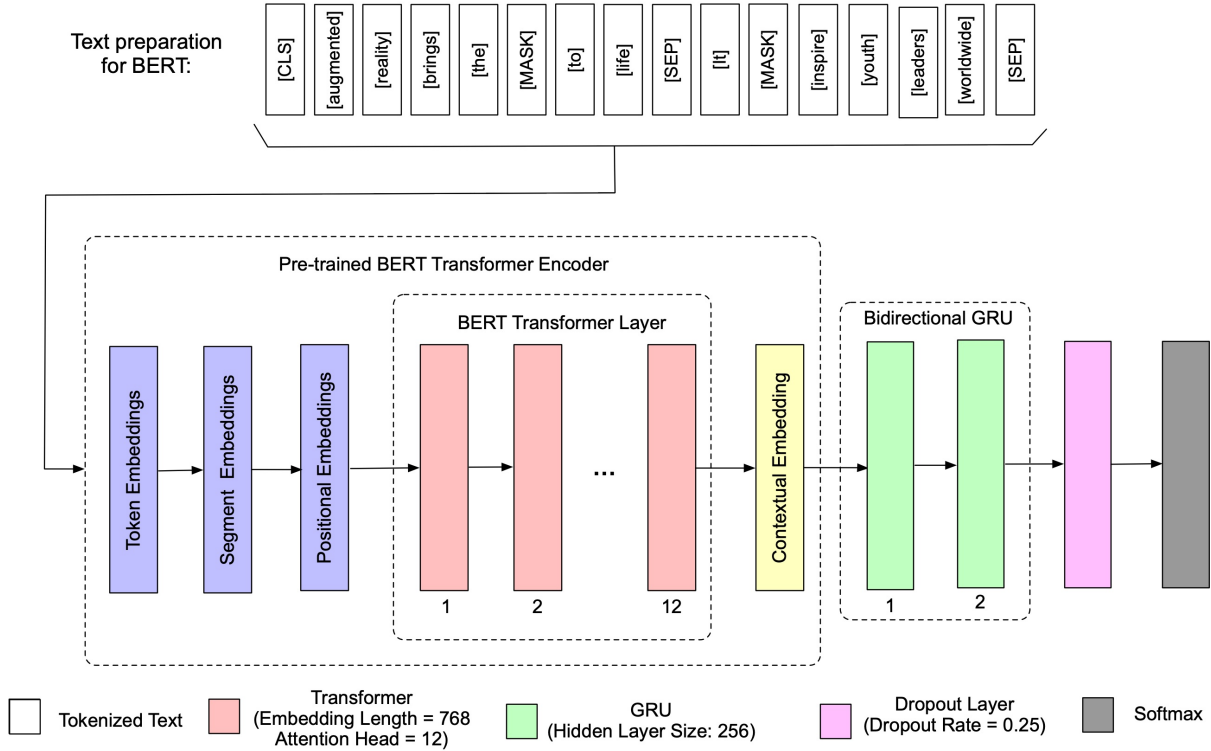 Text preparation
for BERT:
[CLS]
[augmented]
[reality]
[brings]
[the]
[MASK]
[to]
[life]
[SEP]
[It]
[MASK]
[inspire]
[youth]
[leaders]
[worldwide]
[SEP]
Pre-trained BERT Transformer Encoder
BERT Transformer Layer
Bidirectional GRU
Token Embeddings
Segment Embeddings
Positional Embeddings
...
Contextual Embedding
1
2
12
1
2
Tokenized Text
Transformer
(Embedding Length = 768
Attention Head = 12)
GRU
(Hidden Layer Size: 256)
Dropout Layer
(Dropout Rate = 0.25)
Softmax